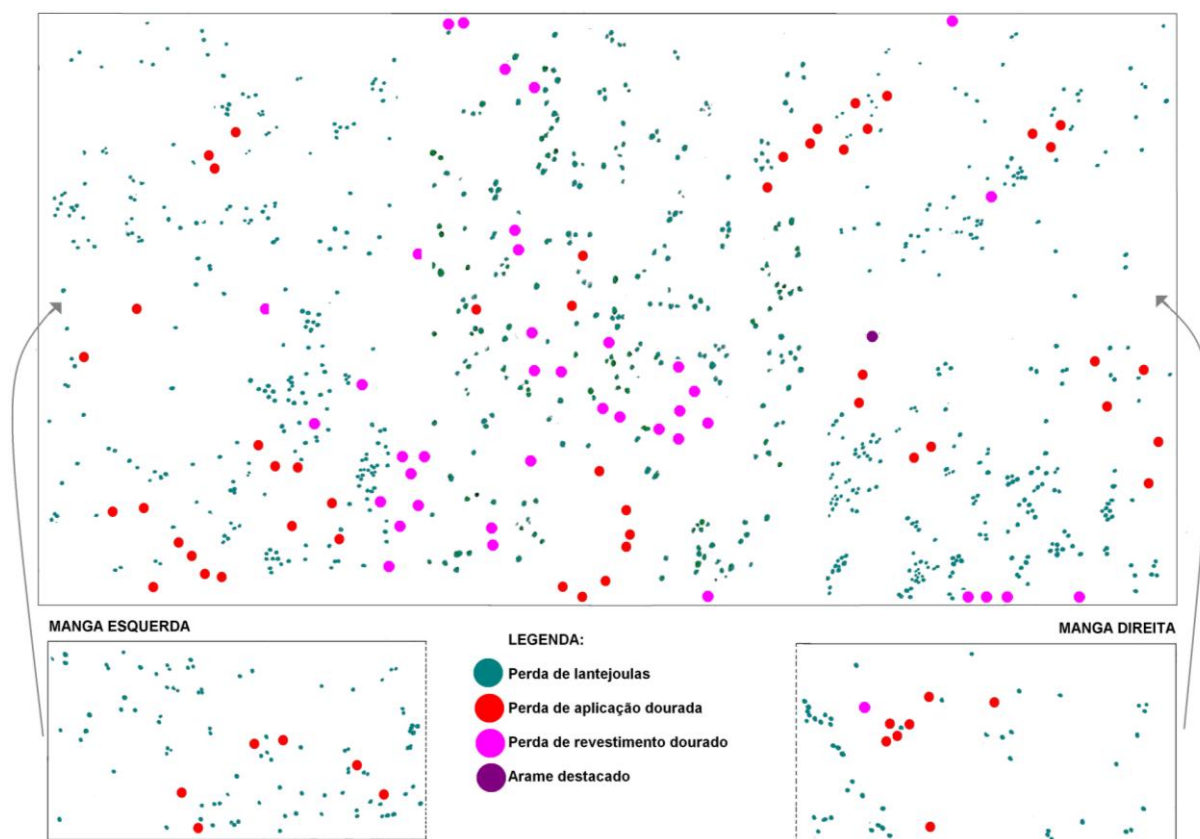 MANGA ESQUERDA
LEGENDA:
Perda de lantejoulas
Perda de aplicação dourada
Perda de revestimento dourado
Arame destacado
MANGA DIREITA